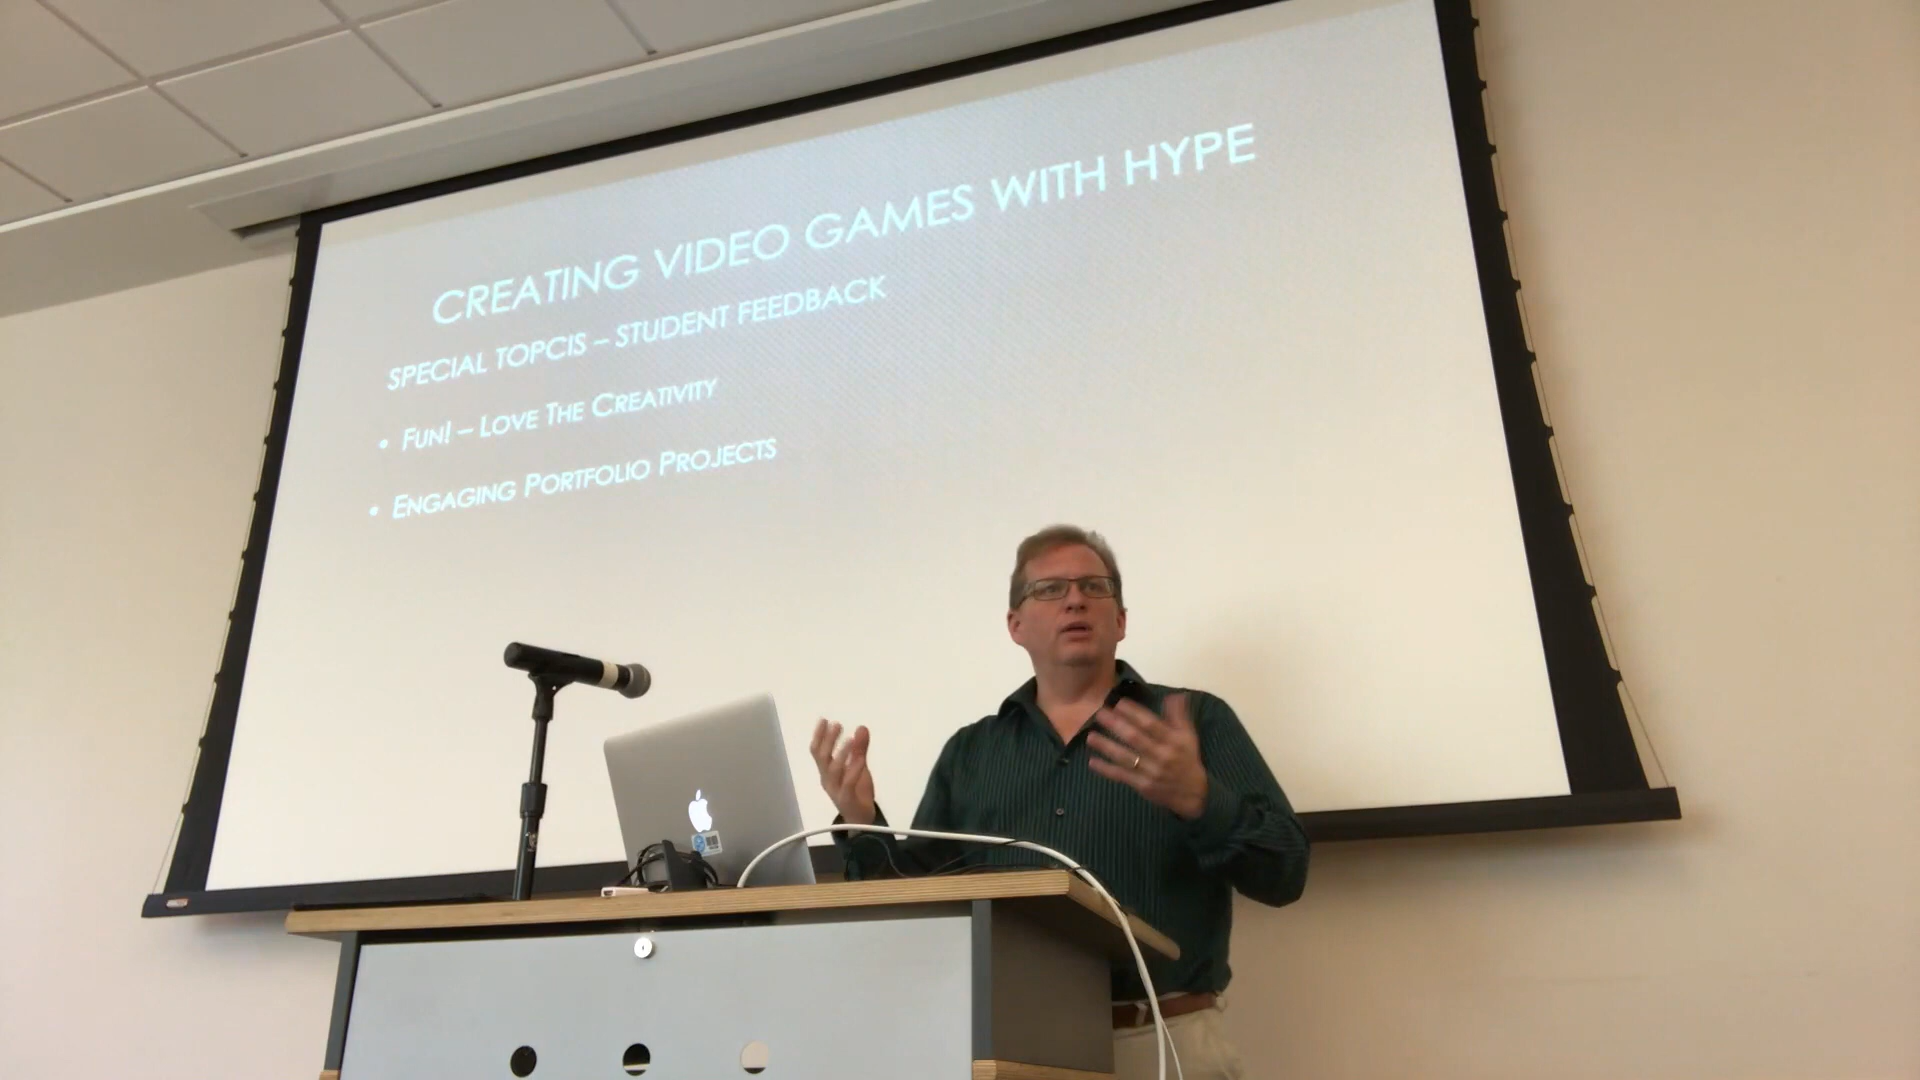 CREATING VIDEO GAMES WITH HYPE
SPECIAL TOPCIS – STUDENT FEEDBACK
• FUN! – LOVE THE CREATIVITY
• ENGAGING PORTFOLIO PROJECTS